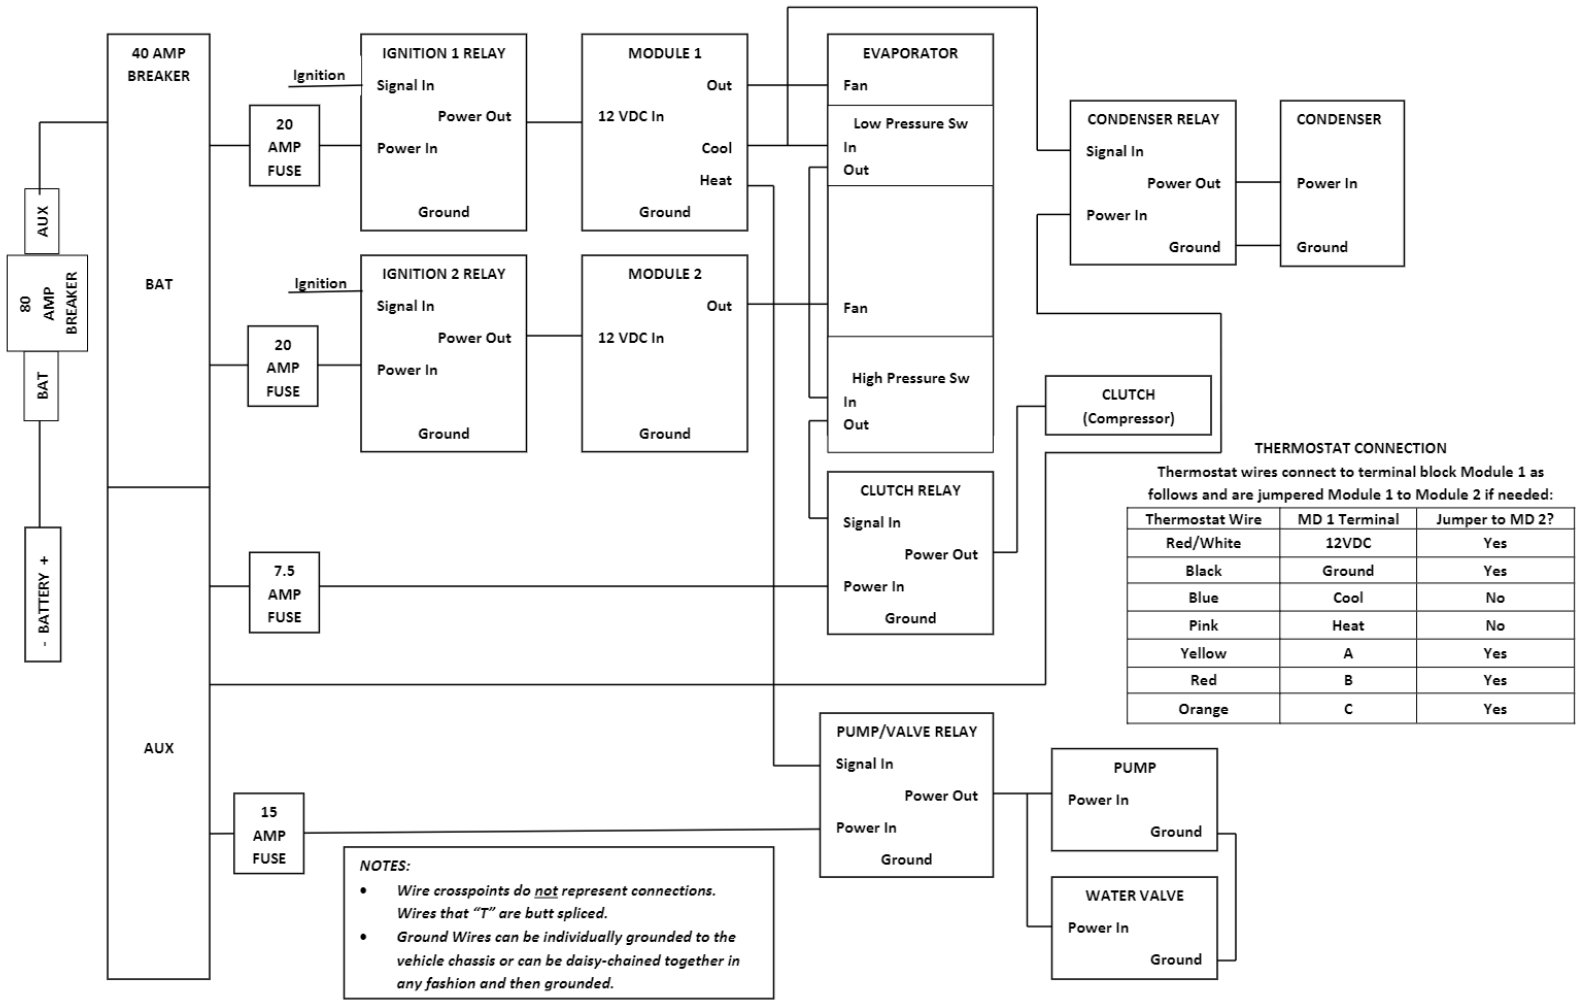 40 AMP
BREAKER
BAT
AUX
AUX
80
AMP
BREAKER
BAT
- BATTERY +
20
AMP
FUSE
20
AMP
FUSE
7.5
AMP
FUSE
15
AMP
FUSE
Ignition
IGNITION 1 RELAY
Signal In
Power Out
Power In
Ground
Ignition
IGNITION 2 RELAY
Signal In
Power Out
Power In
Ground
MODULE 1
Out
12 VDC In
Cool
Heat
Ground
MODULE 2
Out
12 VDC In
Ground
EVAPORATOR
Fan
Low Pressure Sw
In
Out
Fan
High Pressure Sw
In
Out
CONDENSER RELAY
Signal In
Power Out
Power In
Ground
CONDENSER
Power In
Ground
CLUTCH
(Compressor)
CLUTCH RELAY
Signal In
Power Out
Power In
Ground
PUMP/VALVE RELAY
Signal In
Power Out
Power In
Ground
PUMP
Power In
Ground
WATER VALVE
Power In
Ground
THERMOSTAT CONNECTION
Thermostat wires connect to terminal block Module 1 as
follows and are jumpered Module 1 to Module 2 if needed:
Thermostat Wire MD 1 Terminal Jumper to MD 2?
Red/White 12VDC Yes
Black Ground Yes
Blue Cool No
Pink Heat No
Yellow A Yes
Red B Yes
Orange C Yes
NOTES:
• Wire crosspoints do not represent connections.
Wires that “T” are butt spliced.
• Ground Wires can be individually grounded to the
vehicle chassis or can be daisy-chained together in
any fashion and then grounded.